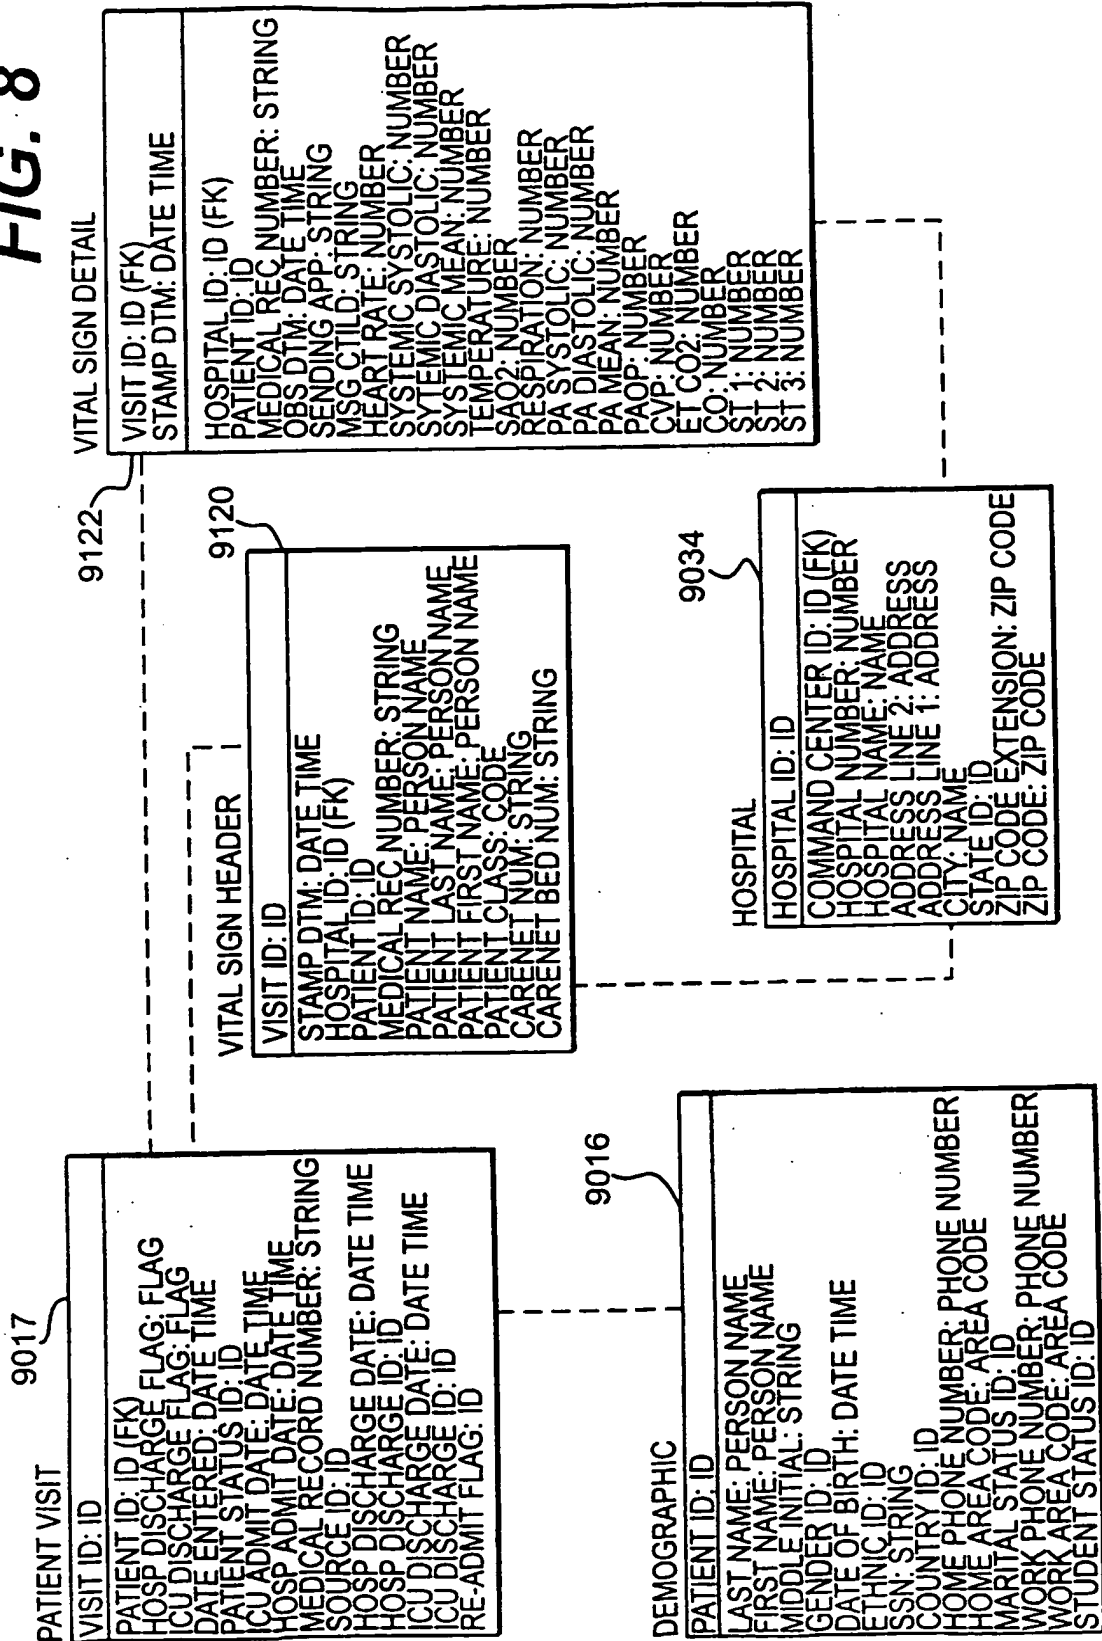 FIG. 8
PATIENT VISIT
9017
VISIT ID: ID
PATIENT ID: ID (FK)
HOSP DISCHARGE FLAG: FLAG
ICU DISCHARGE FLAG: FLAG
DATE ENTERED: DATE TIME
PATIENT STATUS ID: ID
ICU ADMIT DATE: DATE TIME
HOSP ADMIT DATE: DATE TIME
MEDICAL RECORD NUMBER: STRING
SOURCE ID: ID
HOSP DISCHARGE DATE: DATE TIME
HOSP DISCHARGE ID: ID
ICU DISCHARGE DATE: DATE TIME
ICU DISCHARGE ID: ID
RE-ADMIT FLAG: ID
VITAL SIGN HEADER
9120
VISIT ID: ID
STAMP DTM: DATE TIME
HOSPITAL ID: ID (FK)
PATIENT ID: ID
MEDICAL REC NUMBER: STRING
PATIENT NAME: PERSON NAME
PATIENT LAST NAME: PERSON NAME
PATIENT FIRST NAME: PERSON NAME
PATIENT CLASS: CODE
CARENET NUM: STRING
CARENET BED NUM: STRING
VITAL SIGN DETAIL
9122
VISIT ID: ID (FK)
STAMP DTM: DATE TIME
HOSPITAL ID: ID (FK)
PATIENT ID: ID
MEDICAL REC NUMBER: STRING
OBS DTM: DATE TIME
SENDING APP: STRING
MSG CTILD: STRING
HEART RATE: NUMBER
SYSTEMIC SYSTOLIC: NUMBER
SYTEMIC DIASTOLIC: NUMBER
SYSTEMIC MEAN: NUMBER
TEMPERATURE: NUMBER
SAO2: NUMBER
RESPIRATION: NUMBER
PA SYSTOLIC: NUMBER
PA DIASTOLIC: NUMBER
PA MEAN: NUMBER
PAOP: NUMBER
CVP: NUMBER
ET CO2: NUMBER
CO: NUMBER
ST 1: NUMBER
ST 2: NUMBER
ST 3: NUMBER
DEMOGRAPHIC
9016
PATIENT ID: ID
LAST NAME: PERSON NAME
FIRST NAME: PERSON NAME
MIDDLE INITIAL: STRING
GENDER ID: ID
DATE OF BIRTH: DATE TIME
ETHNIC ID: ID
SSN: STRING
COUNTRY ID: ID
HOME PHONE NUMBER: PHONE NUMBER
HOME AREA CODE: AREA CODE
MARITAL STATUS ID: ID
WORK PHONE NUMBER: PHONE NUMBER
WORK AREA CODE: AREA CODE
STUDENT STATUS ID: ID
HOSPITAL
9034
HOSPITAL ID: ID
COMMAND CENTER ID: ID (FK)
HOSPITAL NUMBER: NUMBER
HOSPITAL NAME: NAME
ADDRESS LINE 2: ADDRESS
ADDRESS LINE 1: ADDRESS
CITY: NAME
STATE ID: ID
ZIP CODE EXTENSION: ZIP CODE
ZIP CODE: ZIP CODE